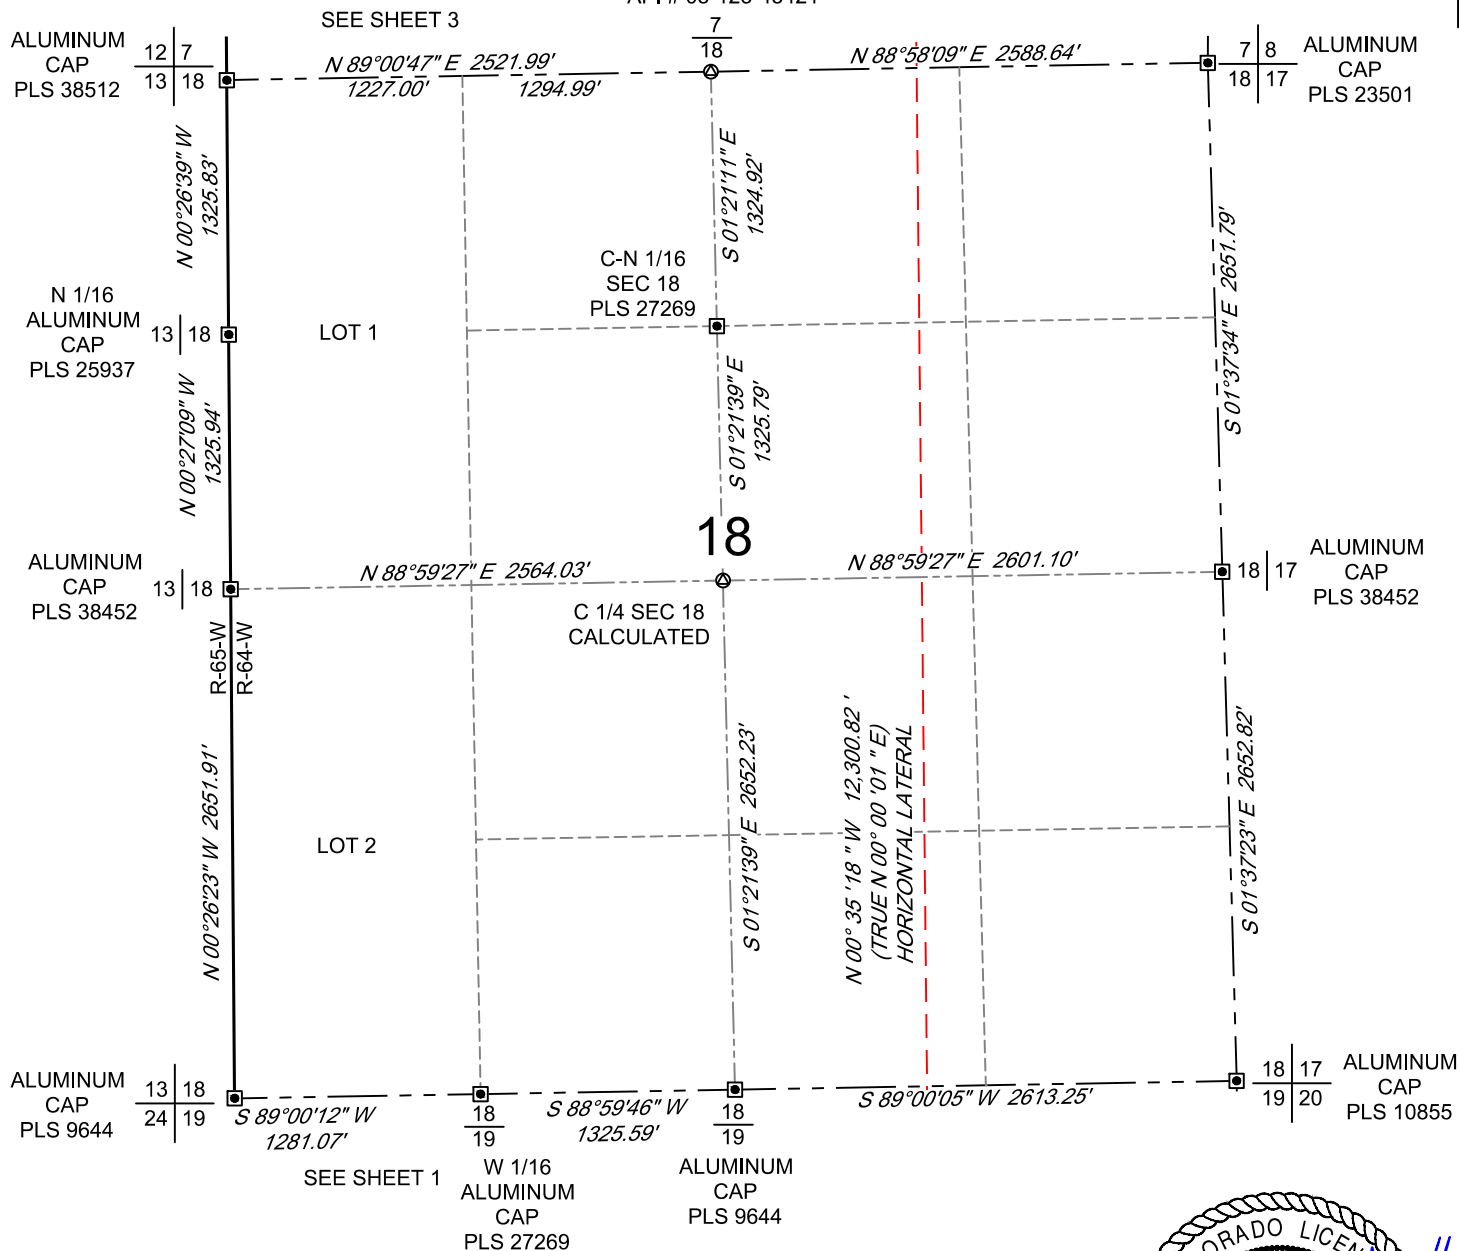 SEE SHEET 3
ALUMINUM
CAP
PLS 38512
12 7
13 18
N 89°00'47" E 2521.99'
1227.00' 1294.99'
7
18
N 88°58'09" E 2588.64'
7 8
18 17
ALUMINUM
CAP
PLS 23501
N 00°26'39" W
1325.83'
S 01°21'11" E
1324.92'
S 01°37'34" E 2651.79'
C-N 1/16
SEC 18
PLS 27269
N 1/16
ALUMINUM
CAP
PLS 25937
13 18
LOT 1
N 00°27'09" W
1325.94'
S 01°21'39" E
1325.79'
18
ALUMINUM
CAP
PLS 38452
13 18
N 88°59'27" E 2564.03'
N 88°59'27" E 2601.10'
18 17
ALUMINUM
CAP
PLS 38452
C 1/4 SEC 18
CALCULATED
R-65-W
R-64-W
N 00°26'23" W 2651.91'
LOT 2
S 01°21'39" E 2652.23'
N 00° 35 '18 " W 12,300.82 '
(TRUE N 00° 00 '01 " E)
HORIZONTAL LATERAL
S 01°37'23" E 2652.82'
ALUMINUM
CAP
PLS 9644
13 18
24 19
S 89°00'12" W
1281.07'
18
19
S 88°59'46" W
1325.59'
18
19
S 89°00'05" W 2613.25'
18 17
19 20
ALUMINUM
CAP
PLS 10855
SEE SHEET 1
W 1/16
ALUMINUM
CAP
PLS 27269
ALUMINUM
CAP
PLS 9644